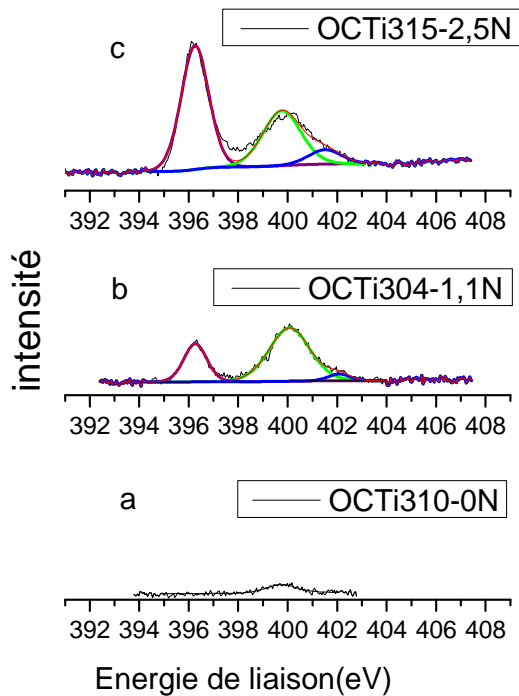 c
OCTi315-2,5N
392 394 396 398 400 402 404 406 408
b
OCTi304-1,1N
392 394 396 398 400 402 404 406 408
intensité
a
OCTi310-0N
392 394 396 398 400 402 404 406 408
Energie de liaison(eV)